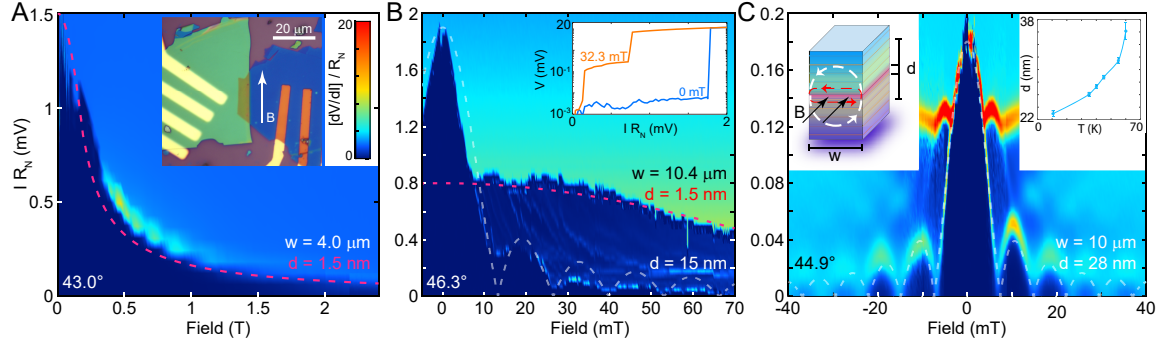 A
B
C
I R_N (mV)
1.5
1
0.5
0
0
0.5
1.0
1.5
2
Field (T)
20 μm
B
20
10
0
[dV/dI] / R_N
w = 4.0 μm
d = 1.5 nm
43.0°
2
1.6
1.2
0.8
0.4
0
0
10
20
30
40
50
60
70
Field (mT)
V (mV)
10
10^-1
10^-3
0
2
I R_N (mV)
32.3 mT
0 mT
w = 10.4 μm
d = 1.5 nm
d = 15 nm
46.3°
0.2
0.16
0.12
0.08
0.04
0
-40
-20
0
20
40
Field (mT)
B
w
d
d (nm)
38
22
10
70
T (K)
w = 10 μm
d = 28 nm
44.9°